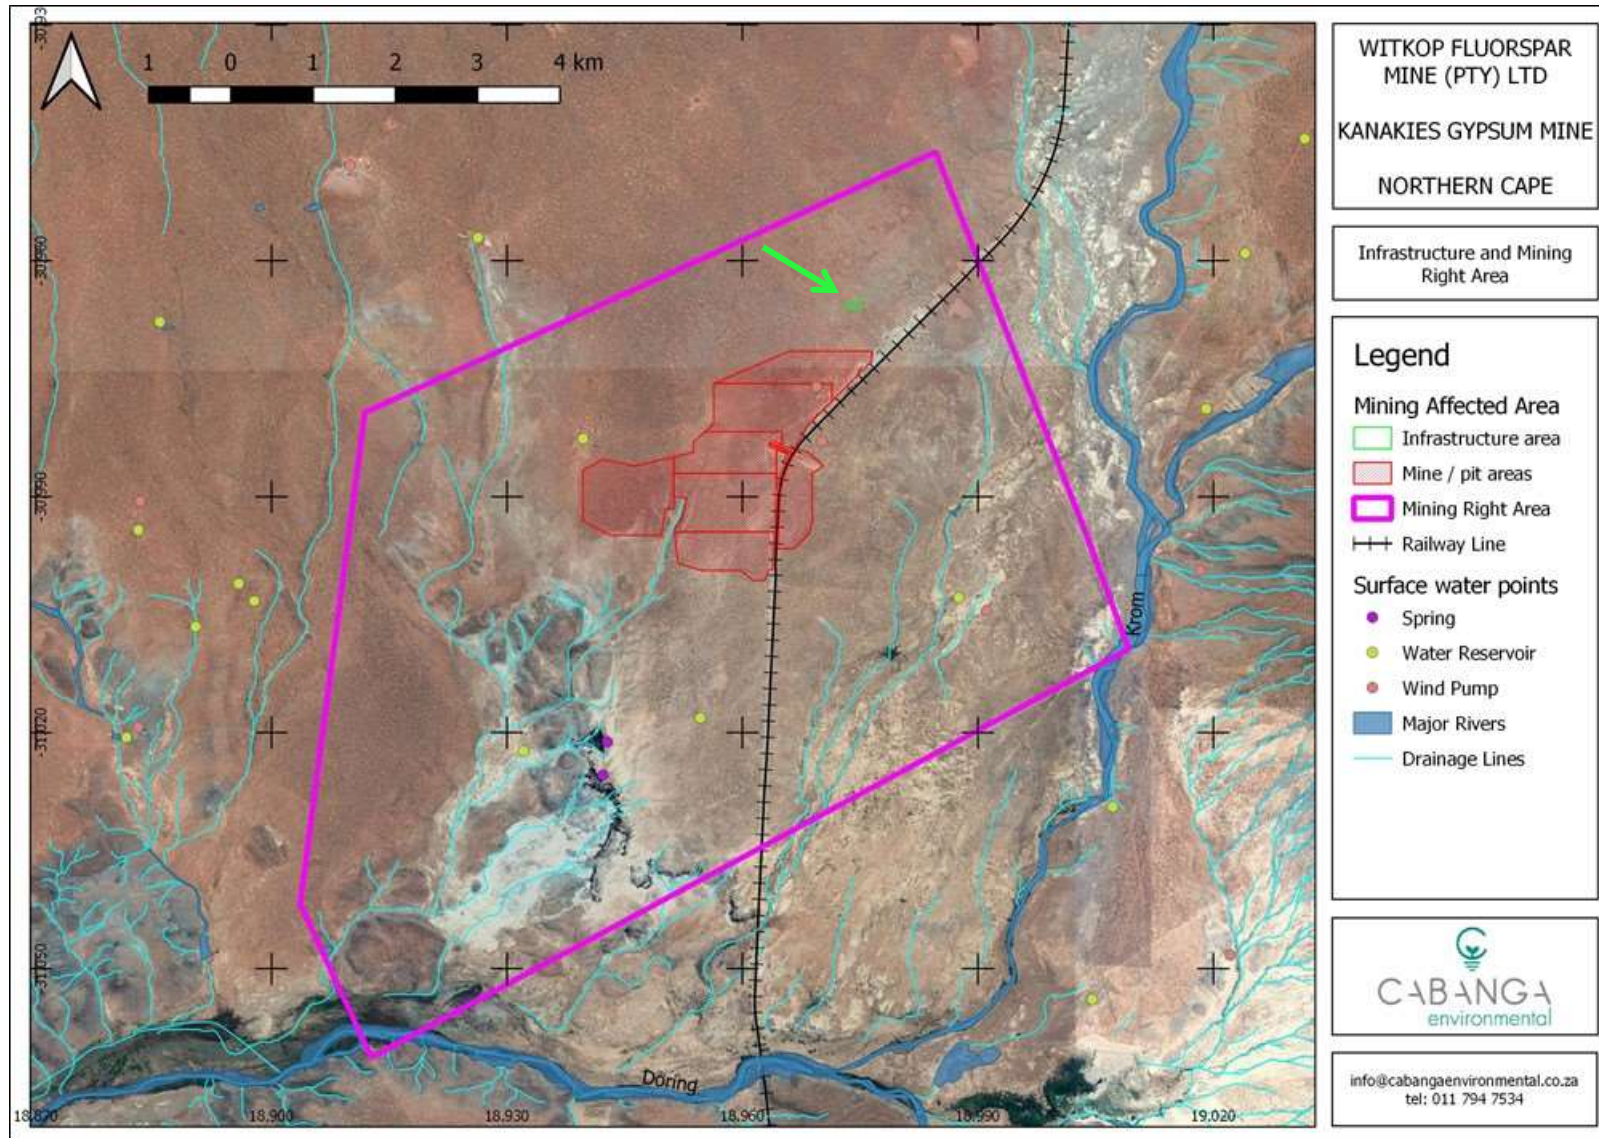 WITKOP FLUORSPAR
MINE (PTY) LTD
KANAKIES GYPSUM MINE
NORTHERN CAPE
Infrastructure and Mining
Right Area
Legend
Mining Affected Area
Infrastructure area
Mine / pit areas
Mining Right Area
Railway Line
Surface water points
Spring
Water Reservoir
Wind Pump
Major Rivers
Drainage Lines
CABANGA
environmental
info@cabangaenvironmental.co.za
tel: 011 794 7534
1 0 1 2 3 4 km
Krom
Doring
-30.960
-30.990
-31.020
-31.050
18.870 18.900 18.930 18.960 18.990 19.020